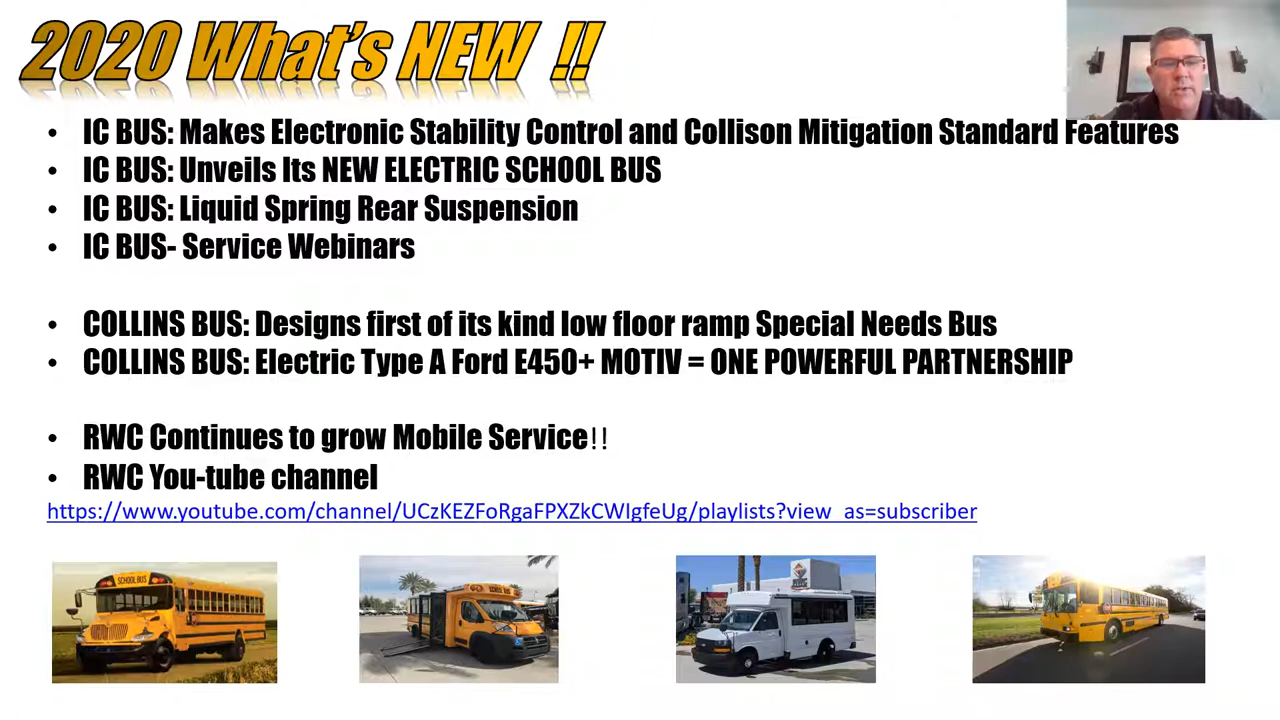 2020 What's NEW !!
• IC BUS: Makes Electronic Stability Control and Collison Mitigation Standard Features
• IC BUS: Unveils Its NEW ELECTRIC SCHOOL BUS
• IC BUS: Liquid Spring Rear Suspension
• IC BUS- Service Webinars
• COLLINS BUS: Designs first of its kind low floor ramp Special Needs Bus
• COLLINS BUS: Electric Type A Ford E450+ MOTIV = ONE POWERFUL PARTNERSHIP
• RWC Continues to grow Mobile Service!!
• RWC You-tube channel
https://www.youtube.com/channel/UCzKEZFoRgaFPXZkCWIgfeUg/playlists?view_as=subscriber
SCHOOL BUS